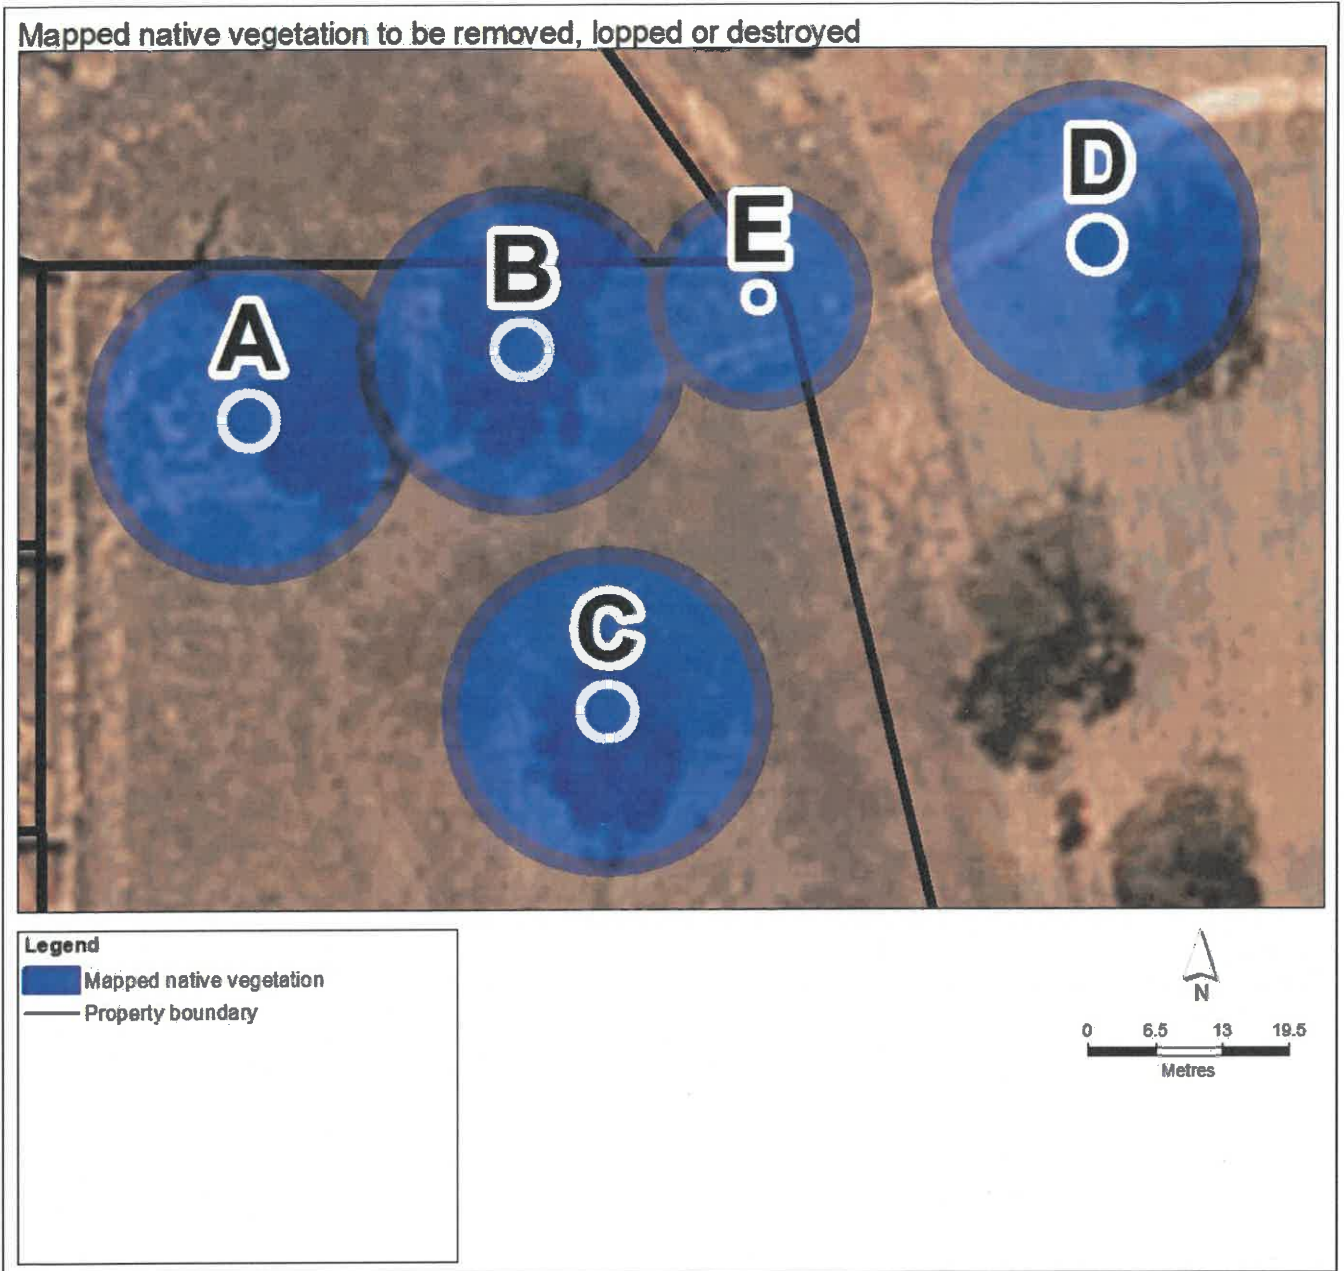 Mapped native vegetation to be removed, lopped or destroyed
D
E
B
A
C
Legend
Mapped native vegetation
Property boundary
N
0 6.5 13 19.5
Metres